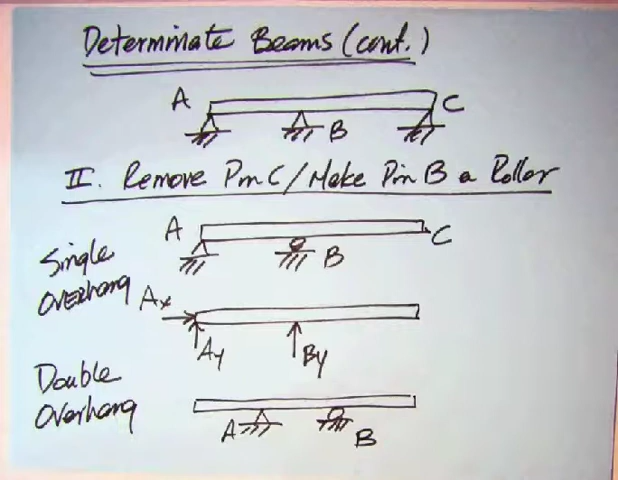 Determinate Beams (cont.)
A
C
B
II. Remove Pin C/Make Pin B a Roller
A
C
B
Single
Overhang
Ax
Ay
By
Double
Overhang
A
B